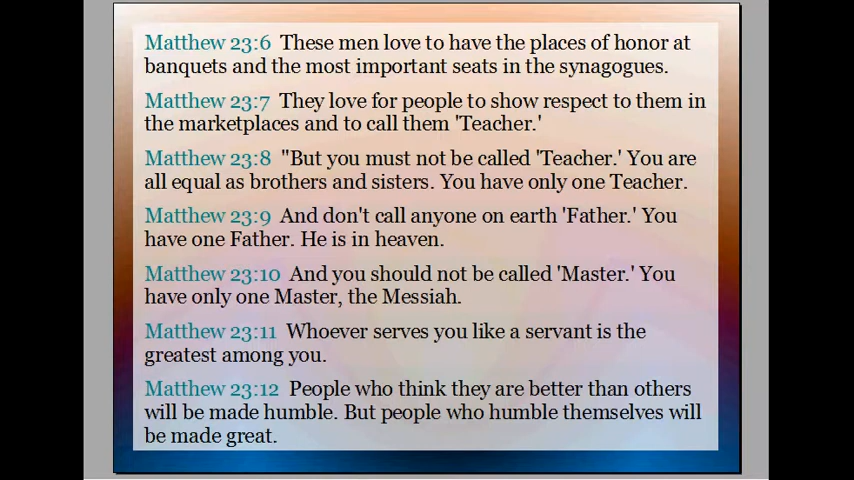 Matthew 23:6 These men love to have the places of honor at
banquets and the most important seats in the synagogues.
Matthew 23:7 They love for people to show respect to them in
the marketplaces and to call them 'Teacher.'
Matthew 23:8 "But you must not be called 'Teacher.' You are
all equal as brothers and sisters. You have only one Teacher.
Matthew 23:9 And don't call anyone on earth 'Father.' You
have one Father. He is in heaven.
Matthew 23:10 And you should not be called 'Master.' You
have only one Master, the Messiah.
Matthew 23:11 Whoever serves you like a servant is the
greatest among you.
Matthew 23:12 People who think they are better than others
will be made humble. But people who humble themselves will
be made great.